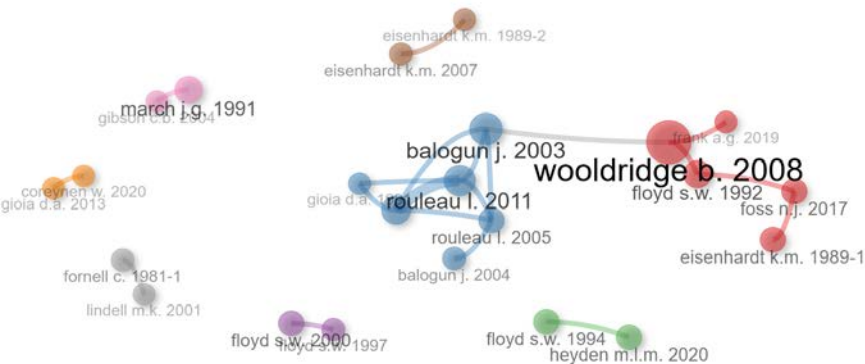 eisenhardt k.m. 1989-2
eisenhardt k.m. 2007
march j.g. 1991
gibson c.b. 2004
frank a.g. 2019
balogun j. 2003
wooldridge b. 2008
coreynen w. 2020
gioia d.a. 2013
gioia d.a.
rouleau l. 2011
floyd s.w. 1992
foss n.j. 2017
rouleau l. 2005
eisenhardt k.m. 1989-1
balogun j. 2004
fornell c. 1981-1
lindell m.k. 2001
floyd s.w. 2000
floyd s.w. 1997
floyd s.w. 1994
heyden m.l.m. 2020